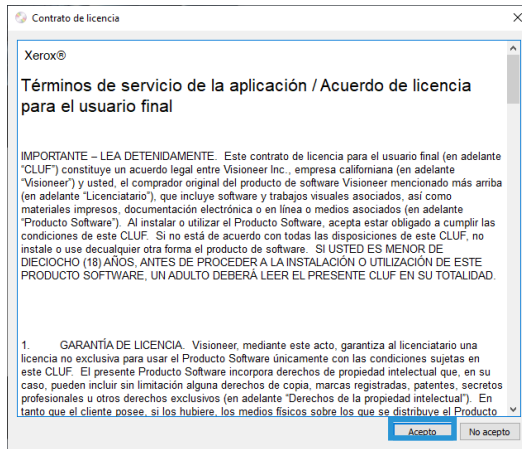 Contrato de licencia
Xerox®
Términos de servicio de la aplicación / Acuerdo de licencia
para el usuario final
IMPORTANTE – LEA DETENIDAMENTE. Este contrato de licencia para el usuario final (en adelante
“CLUF”) constituye un acuerdo legal entre Visioneer Inc., empresa californiana (en adelante
“Visioneer”) y usted, el comprador original del producto de software Visioneer mencionado más arriba
(en adelante “Licenciatario”), que incluye software y trabajos visuales asociados, así como
materiales impresos, documentación electrónica o en línea o medios asociados (en adelante
“Producto Software”). Al instalar o utilizar el Producto Software, acepta estar obligado a cumplir las
condiciones de este CLUF. Si no está de acuerdo con todas las disposiciones de este CLUF, no
instale o use decualquier otra forma el producto de software. SI USTED ES MENOR DE
DIECIOCHO (18) AÑOS, ANTES DE PROCEDER A LA INSTALACIÓN O UTILIZACIÓN DE ESTE
PRODUCTO SOFTWARE, UN ADULTO DEBERÁ LEER EL PRESENTE CLUF EN SU TOTALIDAD.
1. GARANTÍA DE LICENCIA. Visioneer, mediante este acto, garantiza al licenciatario una
licencia no exclusiva para usar el Producto Software únicamente con las condiciones sujetas en
este CLUF. El presente Producto Software incorpora derechos de propiedad intelectual que, en su
caso, pueden incluir sin limitación alguna derechos de copia, marcas registradas, patentes, secretos
profesionales u otros derechos exclusivos (en adelante “Derechos de la propiedad intelectual”). En
tanto que el cliente posee, si los hubiere, los medios físicos sobre los que se distribuye el Producto
Acepto No acepto